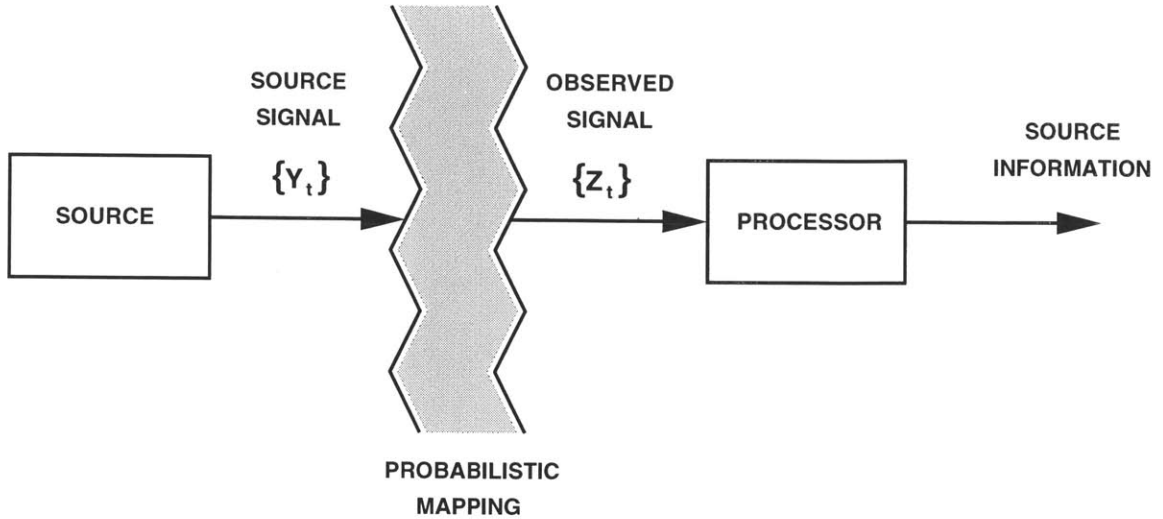 SOURCE
SIGNAL
{Y_t}
OBSERVED
SIGNAL
{Z_t}
SOURCE
INFORMATION
SOURCE
PROCESSOR
PROBABILISTIC
MAPPING